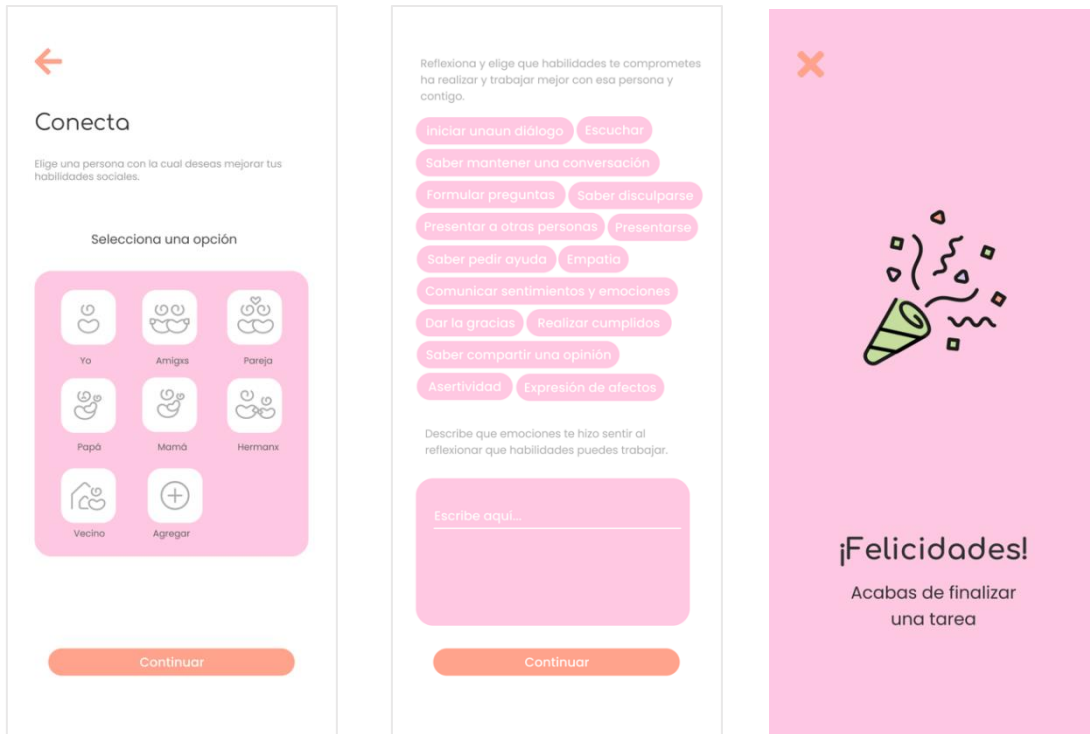 Conecta
Elige una persona con la cual deseas mejorar tus
habilidades sociales.
Selecciona una opción
Yo
Amigxs
Pareja
Papá
Mamá
Hermanx
Vecino
Agregar
Continuar
Reflexiona y elige que habilidades te comprometes
ha realizar y trabajar mejor con esa persona y
contigo.
iniciar unaun diálogo
Escuchar
Saber mantener una conversación
Formular preguntas
Saber disculparse
Presentar a otras personas
Presentarse
Saber pedir ayuda
Empatia
Comunicar sentimientos y emociones
Dar la gracias
Realizar cumplidos
Saber compartir una opinión
Asertividad
Expresión de afectos
Describe que emociones te hizo sentir al
reflexionar que habilidades puedes trabajar.
Escribe aqui...
Continuar
¡Felicidades!
Acabas de finalizar
una tarea